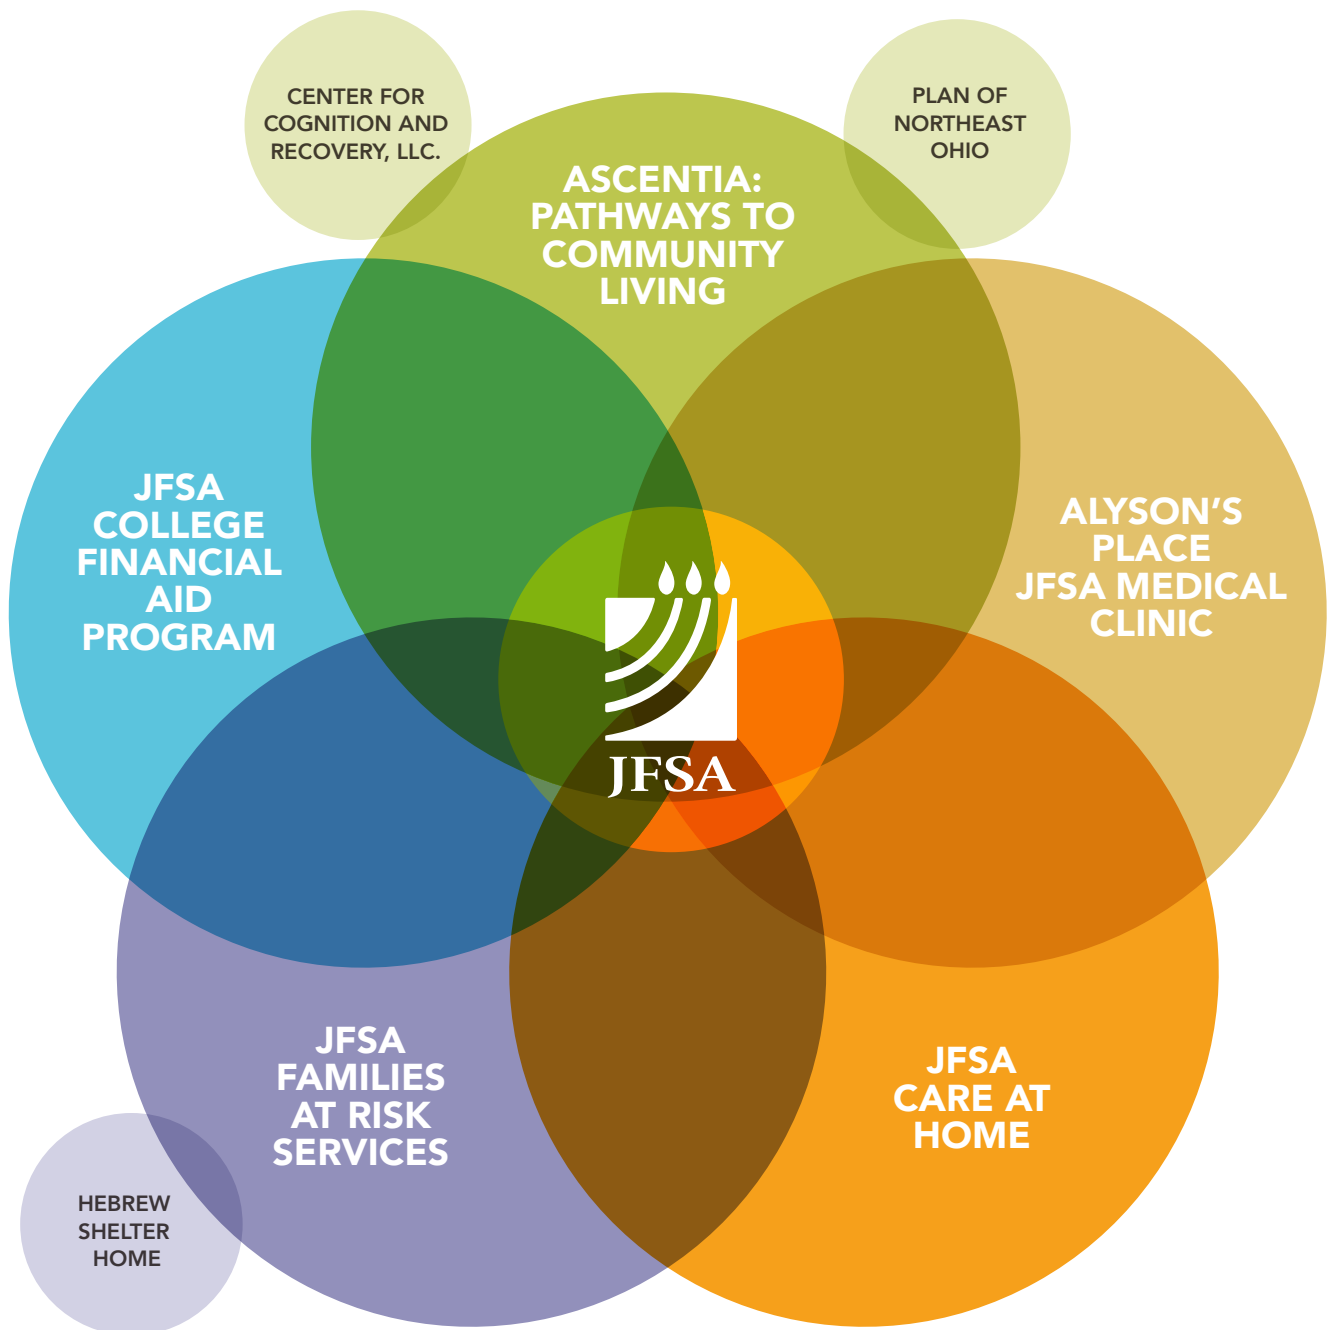 CENTER FOR
COGNITION AND
RECOVERY, LLC.
PLAN OF
NORTHEAST
OHIO
ASCENTIA:
PATHWAYS TO
COMMUNITY
LIVING
JFSA
COLLEGE
FINANCIAL
AID
PROGRAM
ALYSON'S
PLACE
JFSA MEDICAL
CLINIC
JFSA
JFSA
FAMILIES
AT RISK
SERVICES
JFSA
CARE AT
HOME
HEBREW
SHELTER
HOME